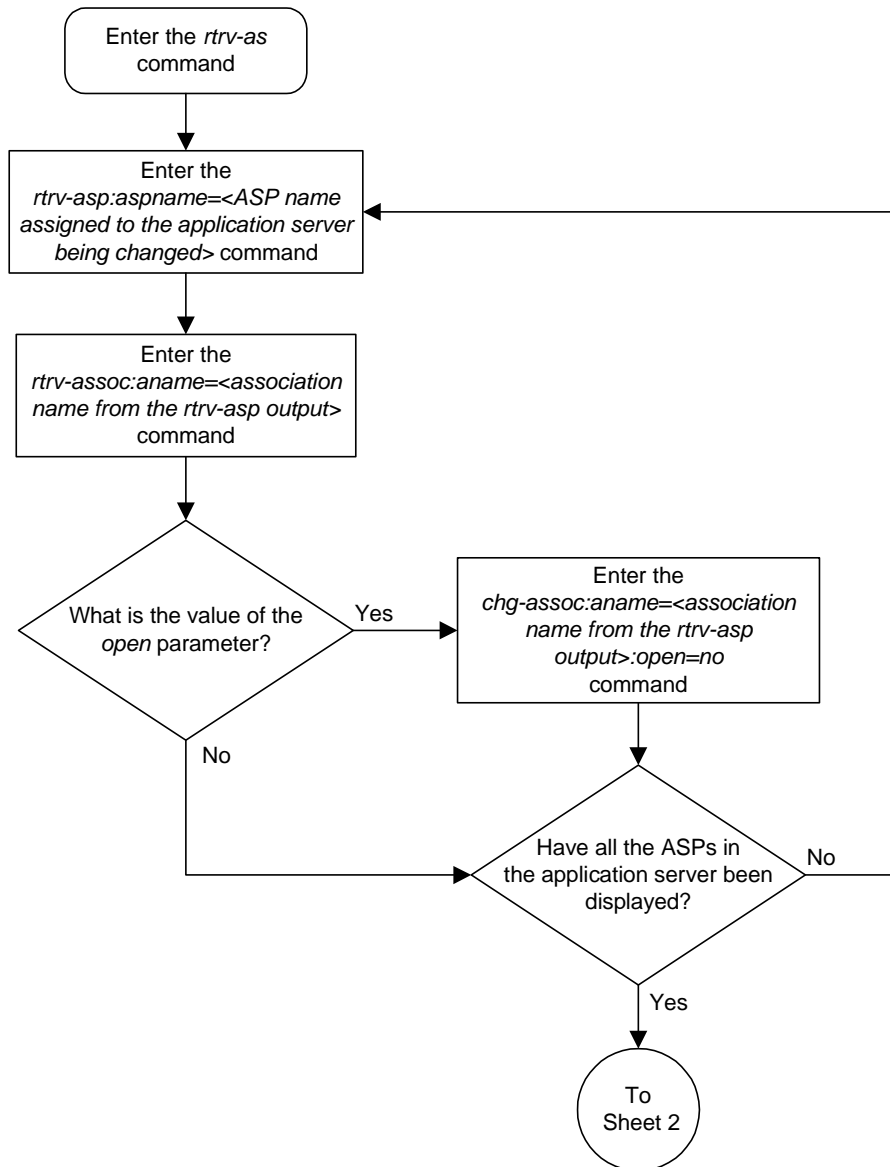 Enter the rtrv-as
command
Enter the
rtrv-asp:aspname=<ASP name
assigned to the application server
being changed> command
Enter the
rtrv-assoc:aname=<association
name from the rtrv-asp output>
command
What is the value of the
open parameter?
Yes
No
Enter the
chg-assoc:aname=<association
name from the rtrv-asp
output>:open=no
command
Have all the ASPs in
the application server been
displayed?
No
Yes
To
Sheet 2